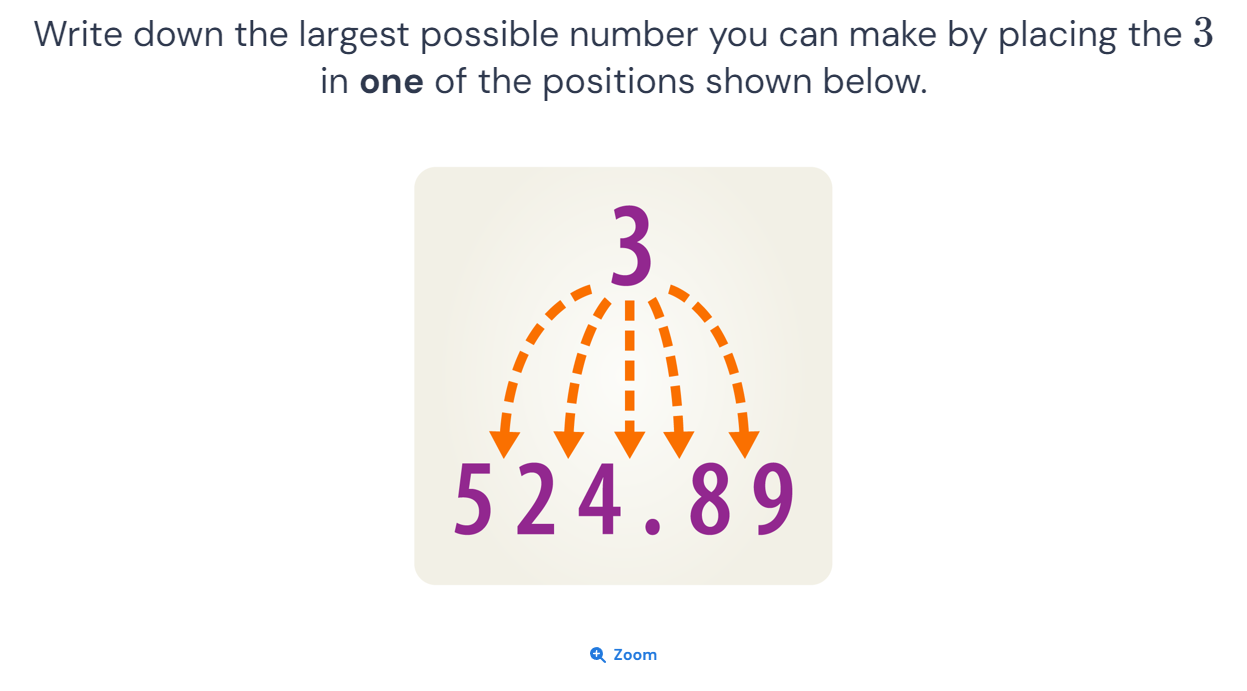 Write down the largest possible number you can make by placing the 3
in one of the positions shown below.
3
524.89
Zoom